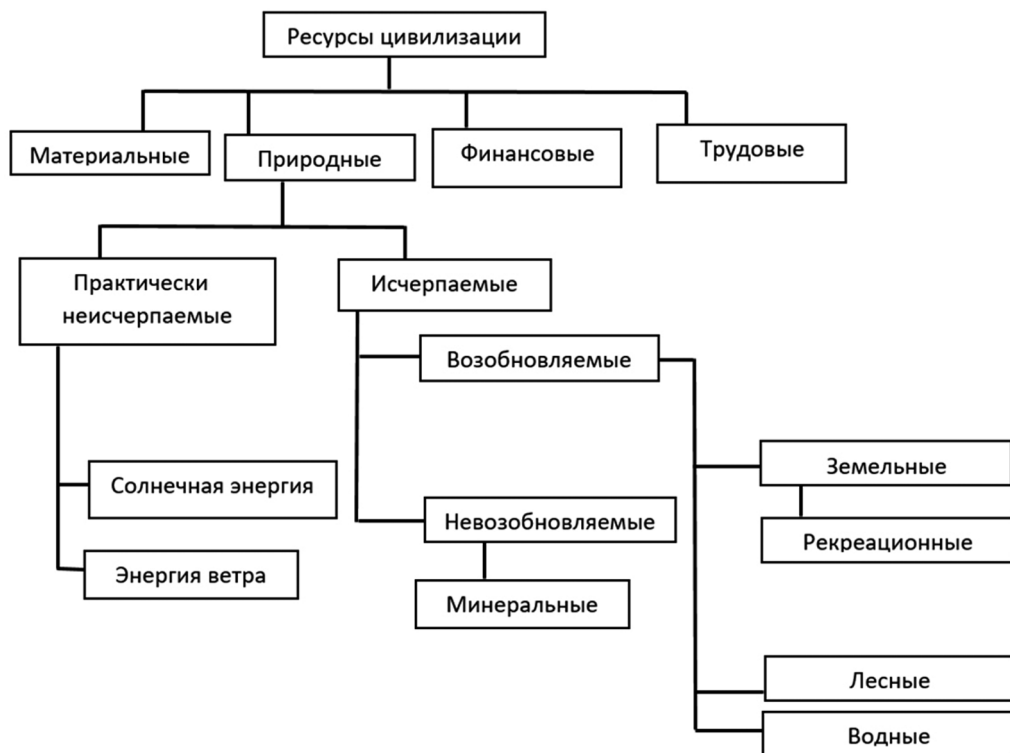 Ресурсы цивилизации
Материальные
Природные
Финансовые
Трудовые
Практически
неисчерпаемые
Исчерпаемые
Возобновляемые
Земельные
Солнечная энергия
Невозобновляемые
Рекреационные
Энергия ветра
Минеральные
Лесные
Водные